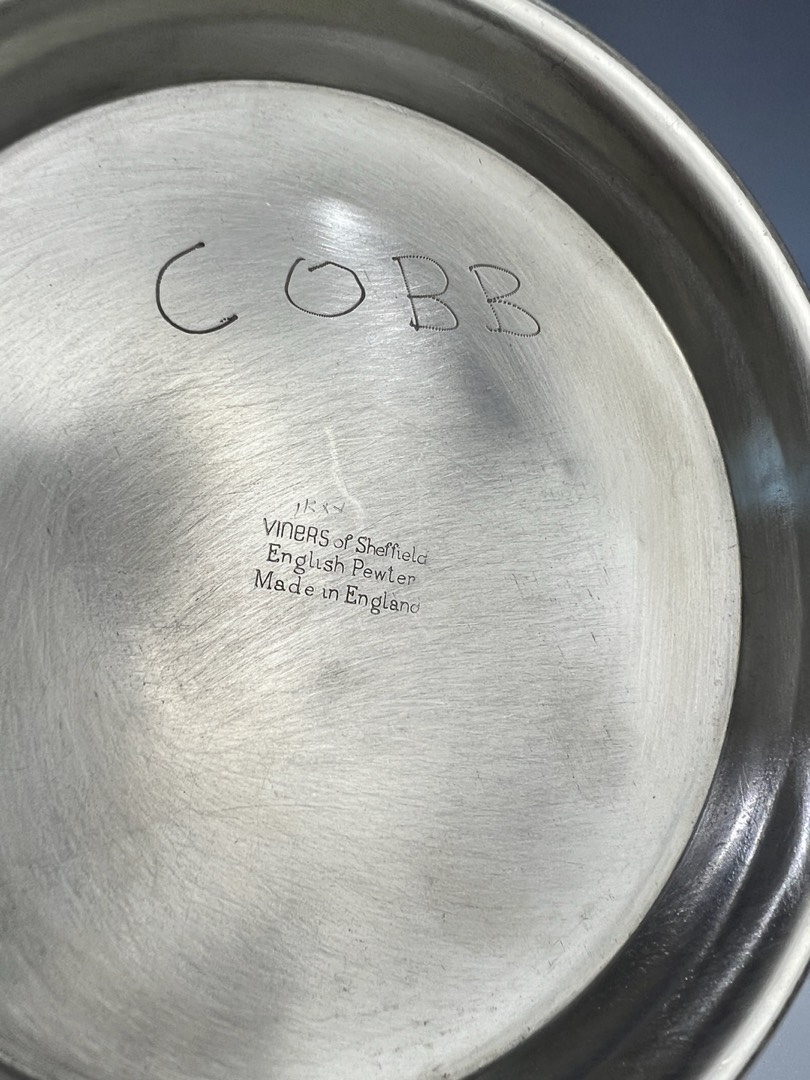 COBB
VINERS of Sheffield
English Pewter
Made in England